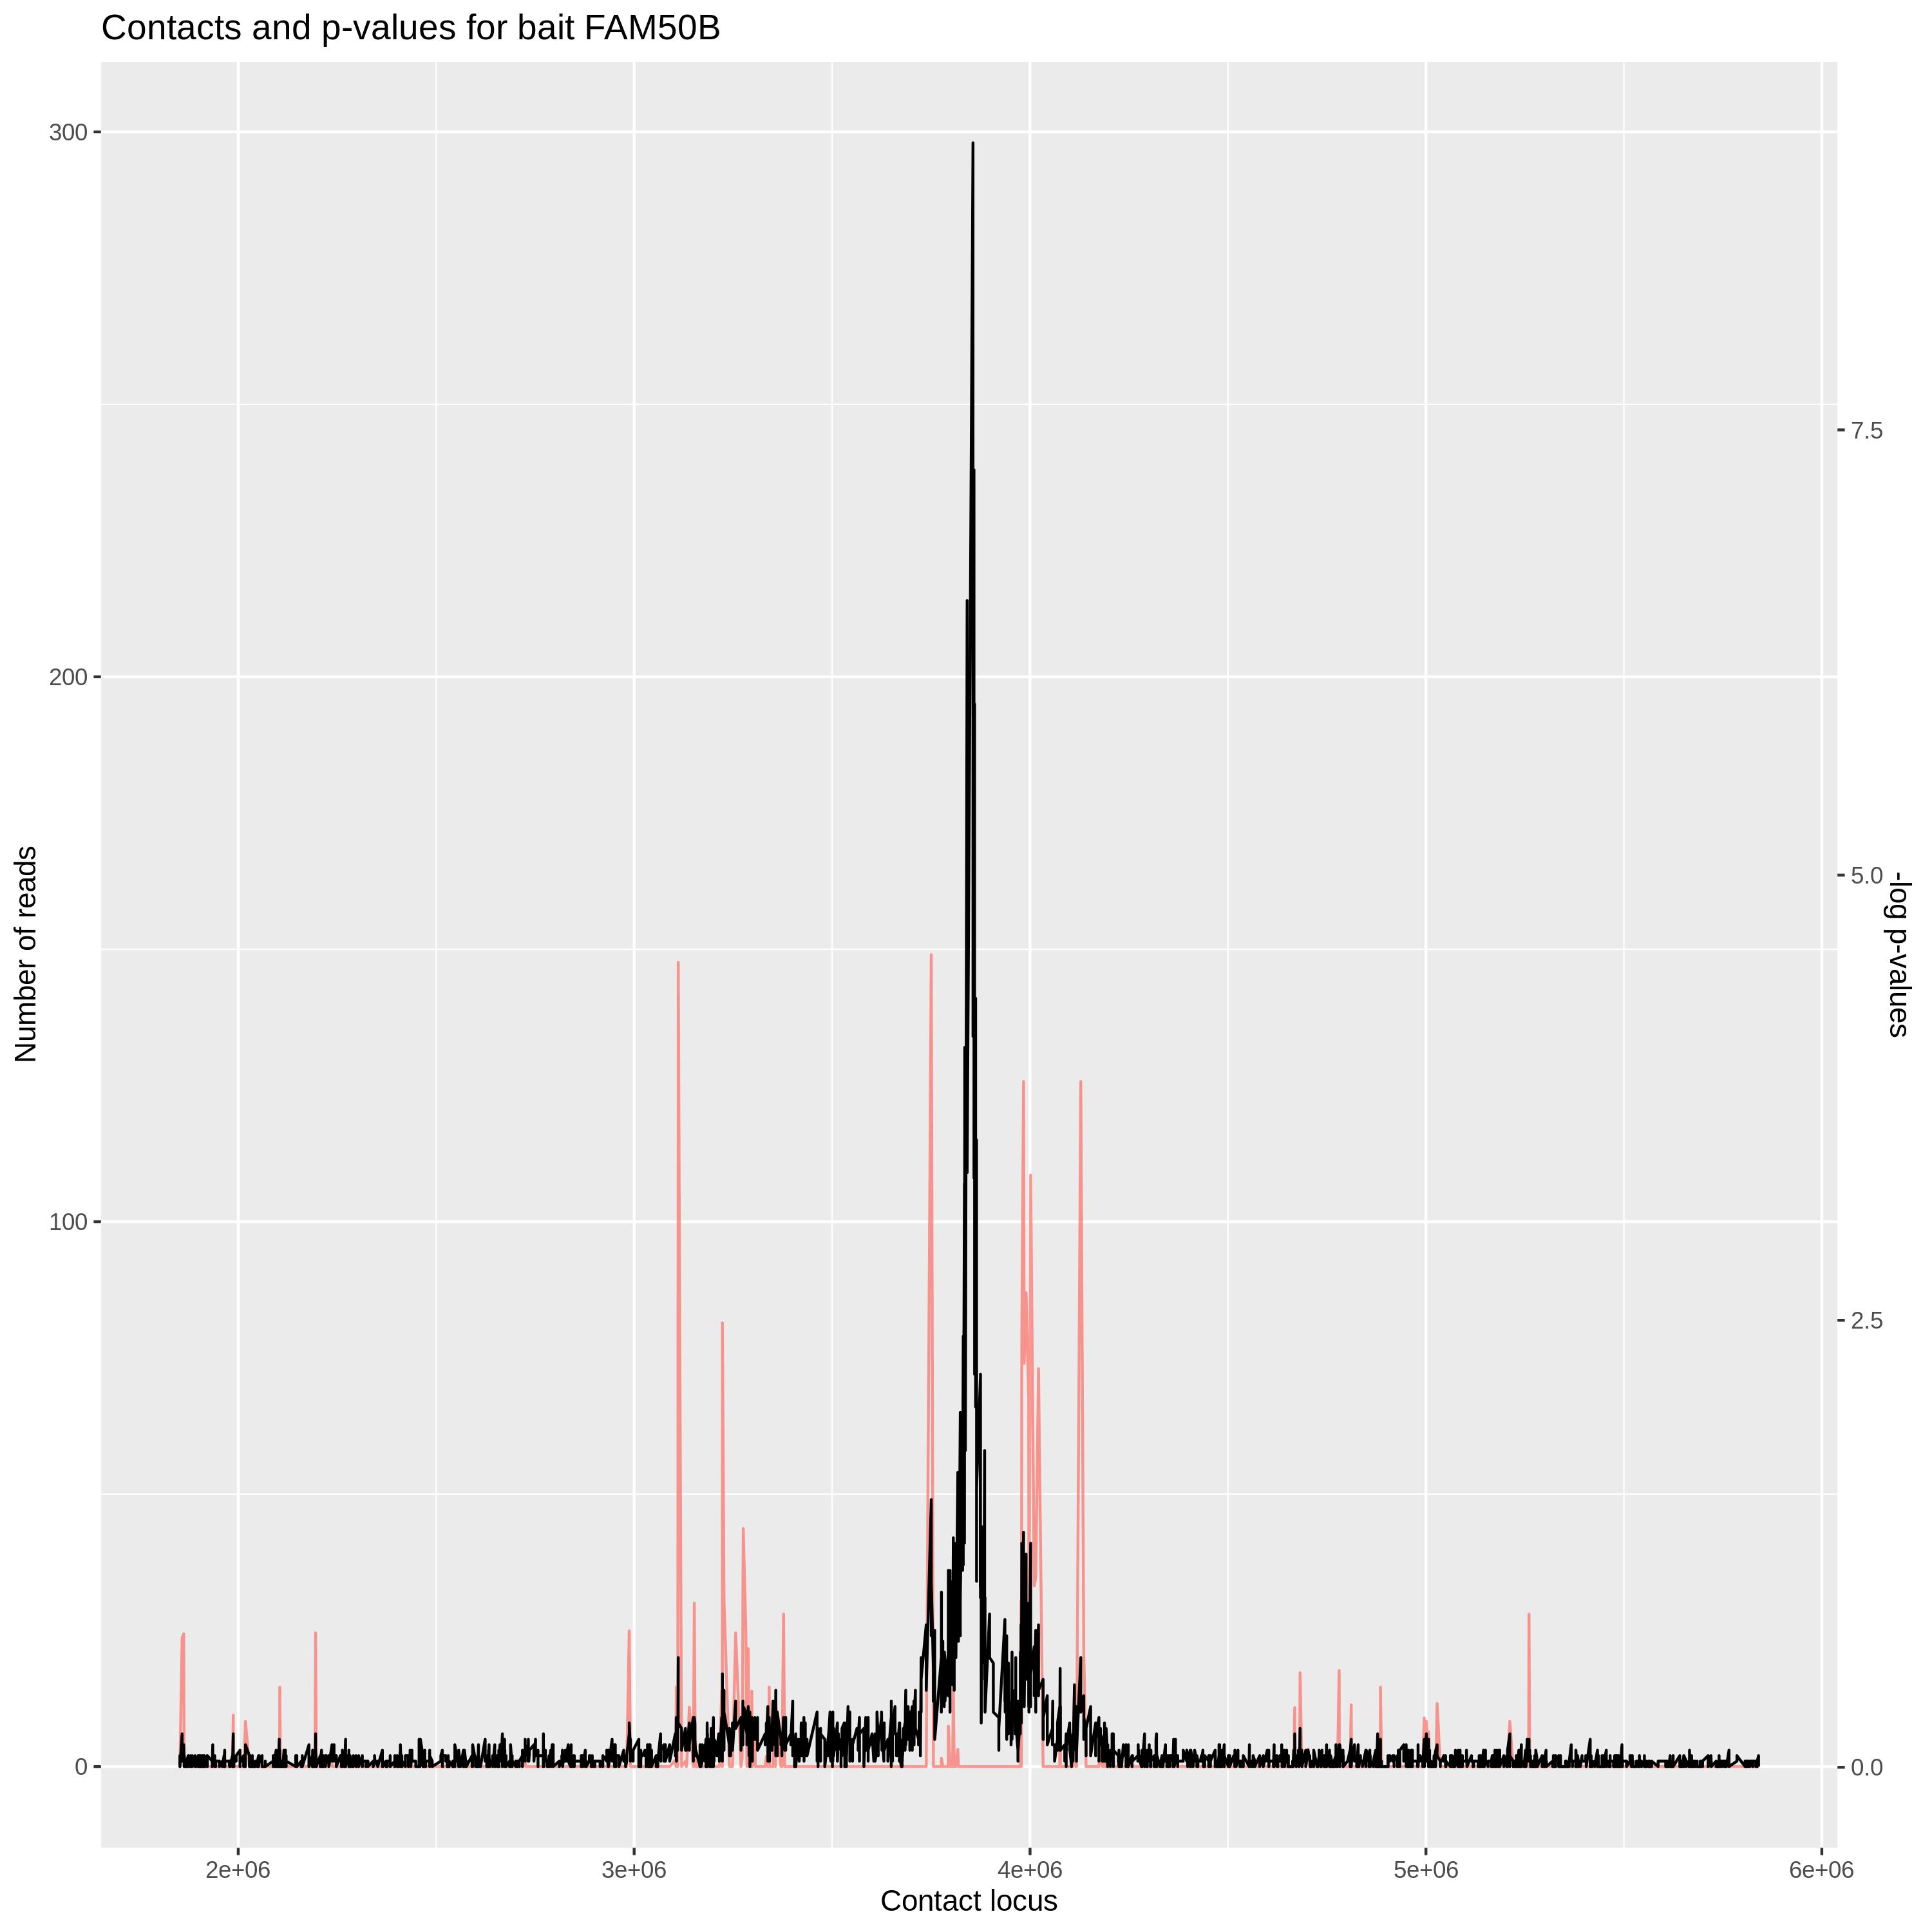 Contacts and p-values for bait FAM50B
300
200
100
0
Number of reads
7.5
5.0
2.5
0.0
-log p-values
2e+06 3e+06 4e+06 5e+06 6e+06
Contact locus